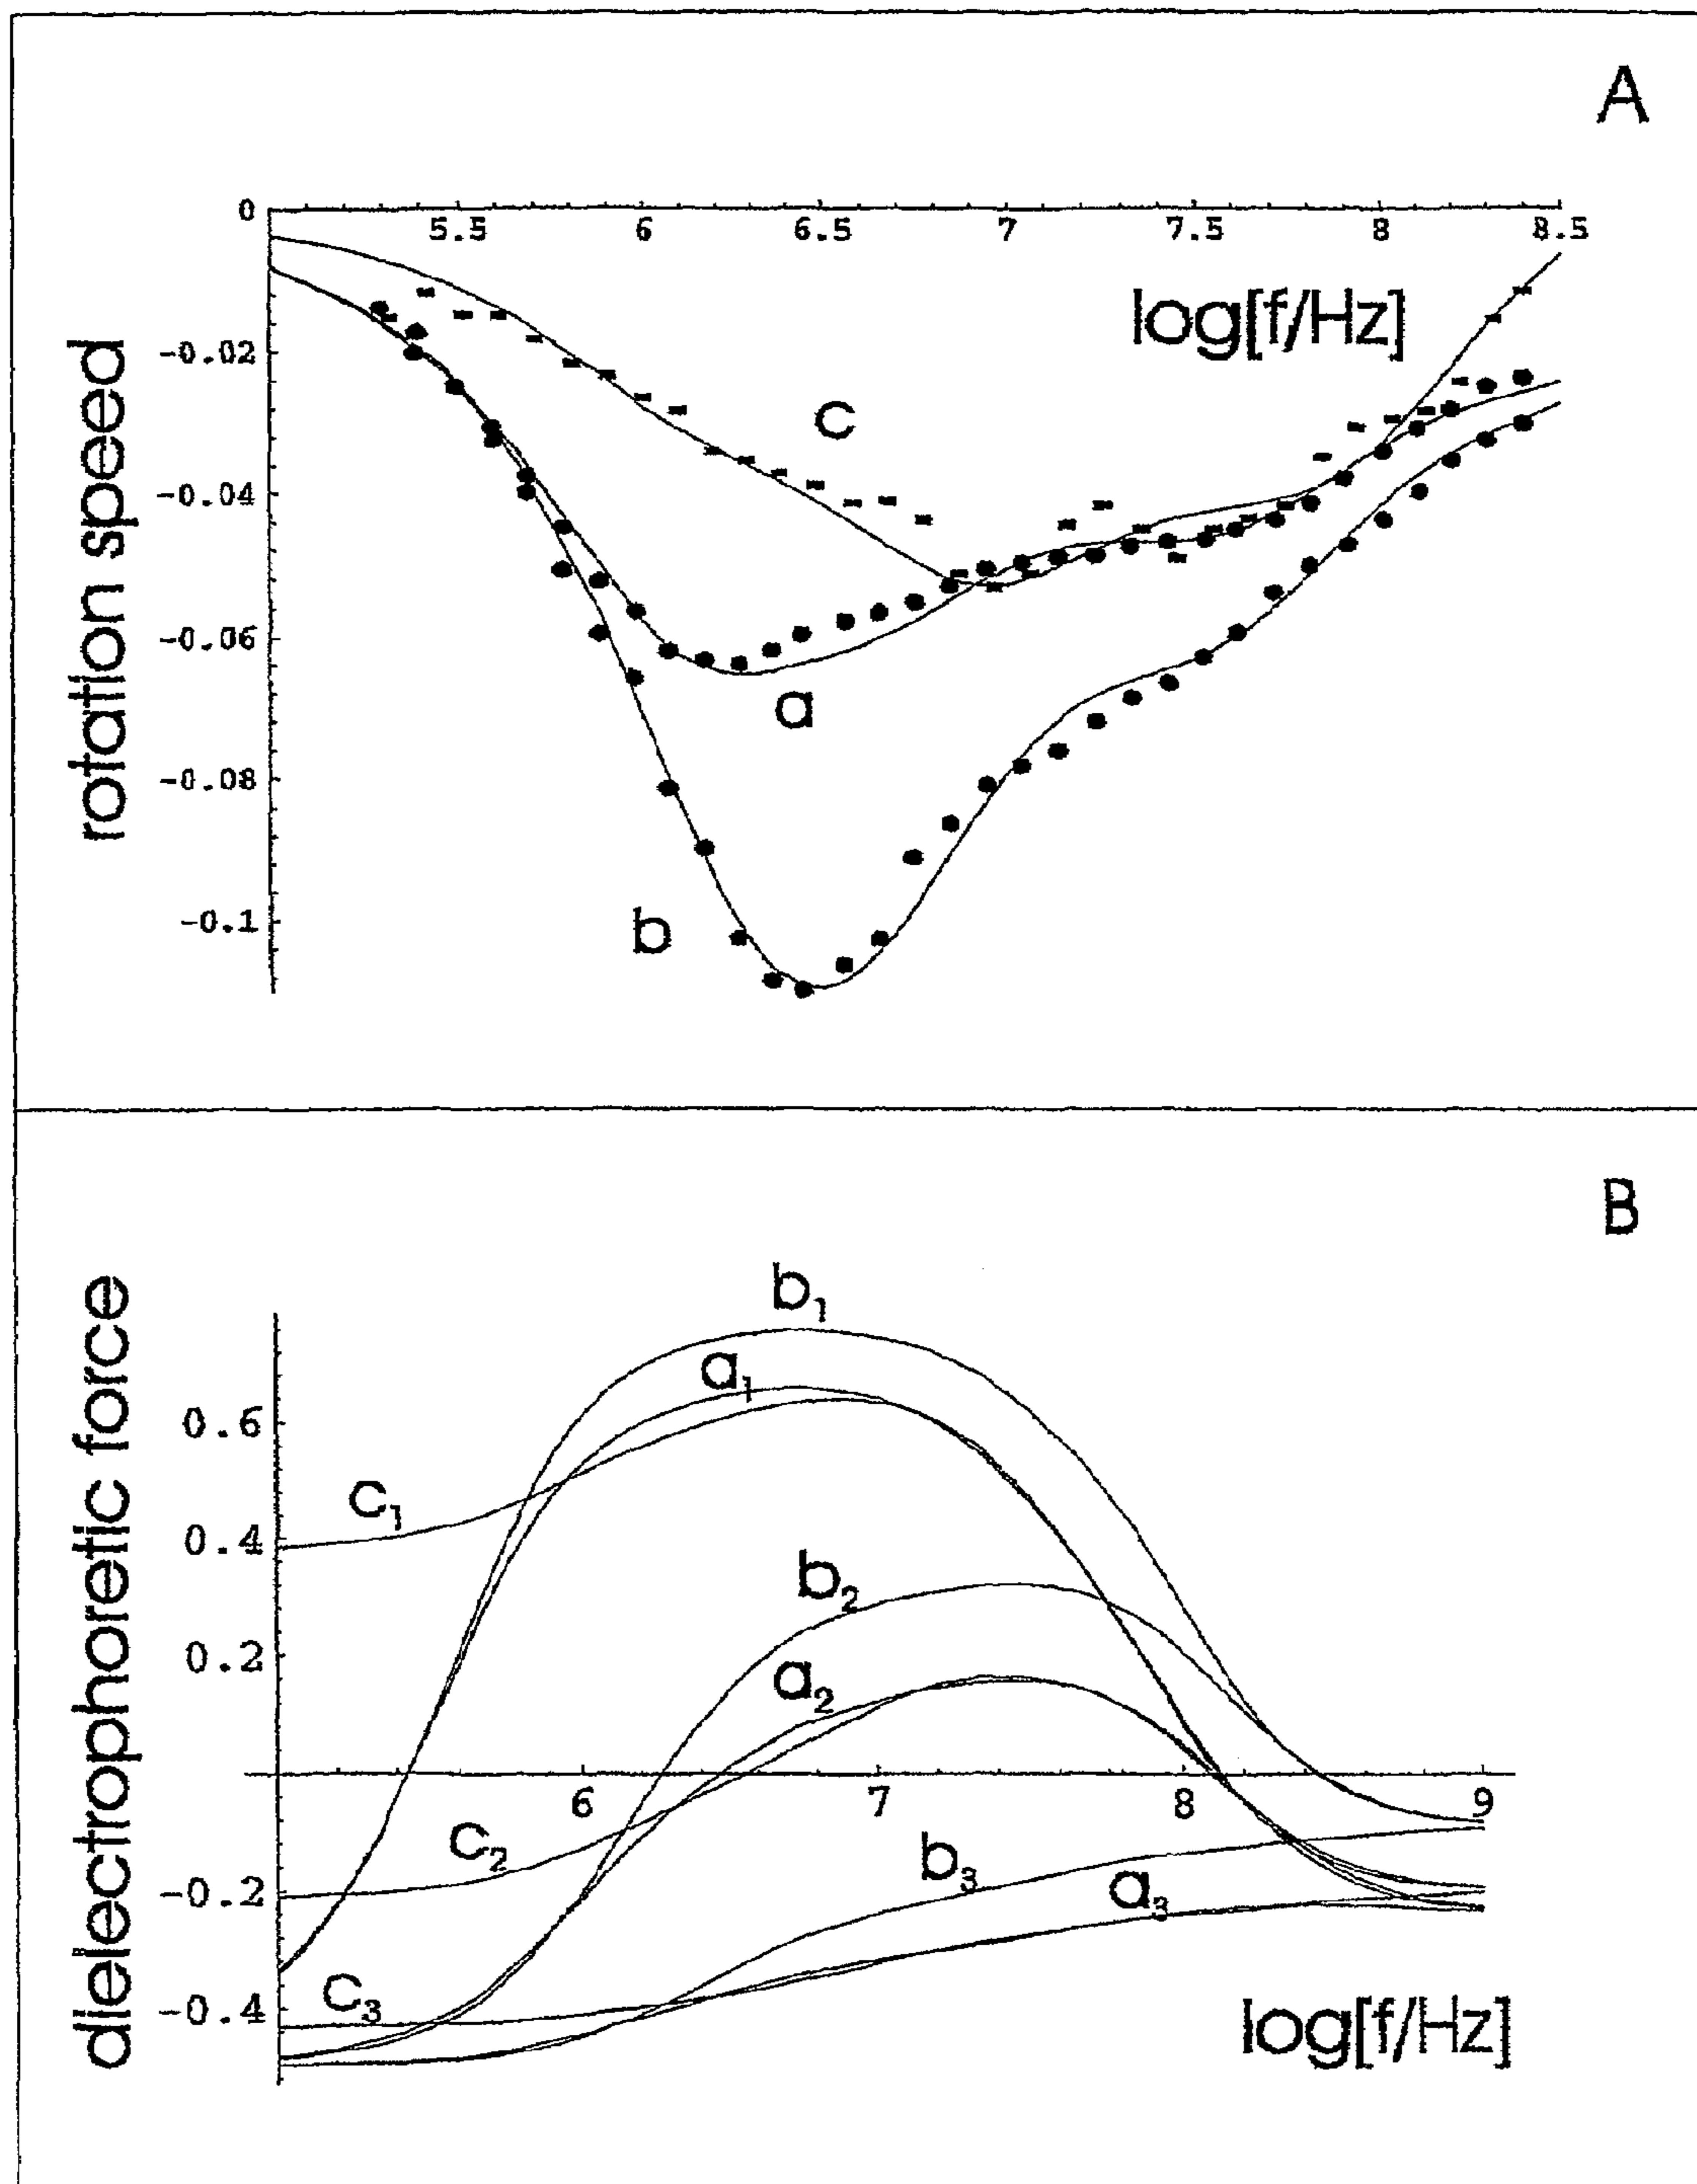 A
0
5.5 6 6.5 7 7.5 8 8.5
log[f/Hz]
-0.02
c
-0.04
-0.06
a
-0.08
b
-0.1
rotation speed
B
b1
a1
0.6
c1
0.4
b2
0.2
a2
6 7 8 9
c2
b3
-0.2
a3
c3
-0.4
log[f/Hz]
dielectrophoretic force